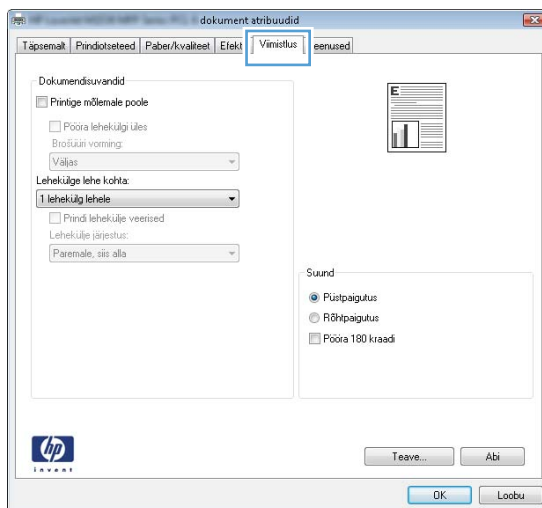 dokument atribuudid
Täpsemalt Prindiotseteed Paber/kvaliteet Efekt Viimistlus eenused
Dokumendisuvandid
Printige mõlemale poole
Pööra lehekülgi üles
Brošüüri vorming:
Väljas
Lehekülge lehe kohta:
1 lehekülg lehele
Prindi lehekülje veerised
Lehekülje järjestus:
Paremale, siis alla
E
Suund
Püstpaigutus
Rõhtpaigutus
Pööra 180 kraadi
hp
invent
Teave... Abi
OK Loobu